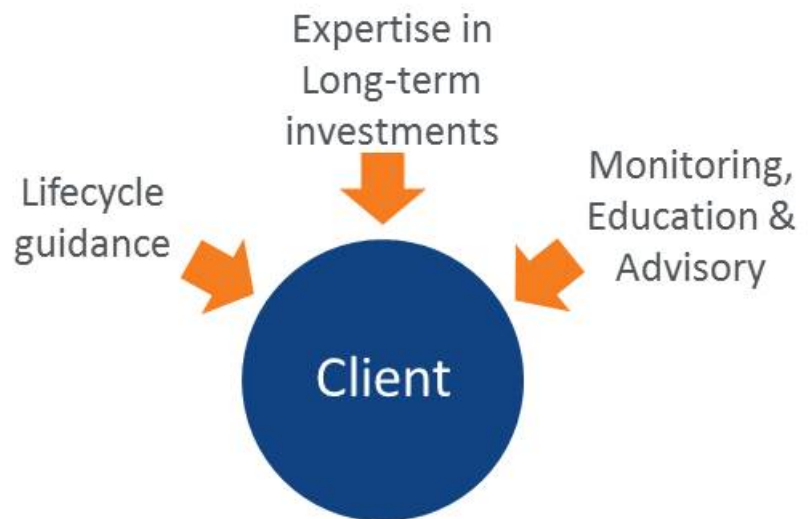 Expertise in
Long-term
investments
Lifecycle
guidance
Monitoring,
Education &
Advisory
Client